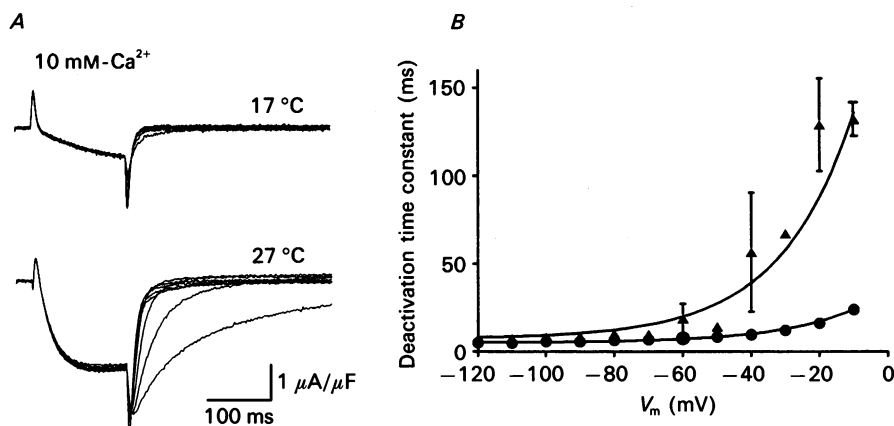 A
10 mM-Ca²⁺
17 °C
27 °C
1 μA/μF
100 ms
B
Deactivation time constant (ms)
150
100
50
0
−120
−100
−80
−60
−40
−20
0
Vm (mV)